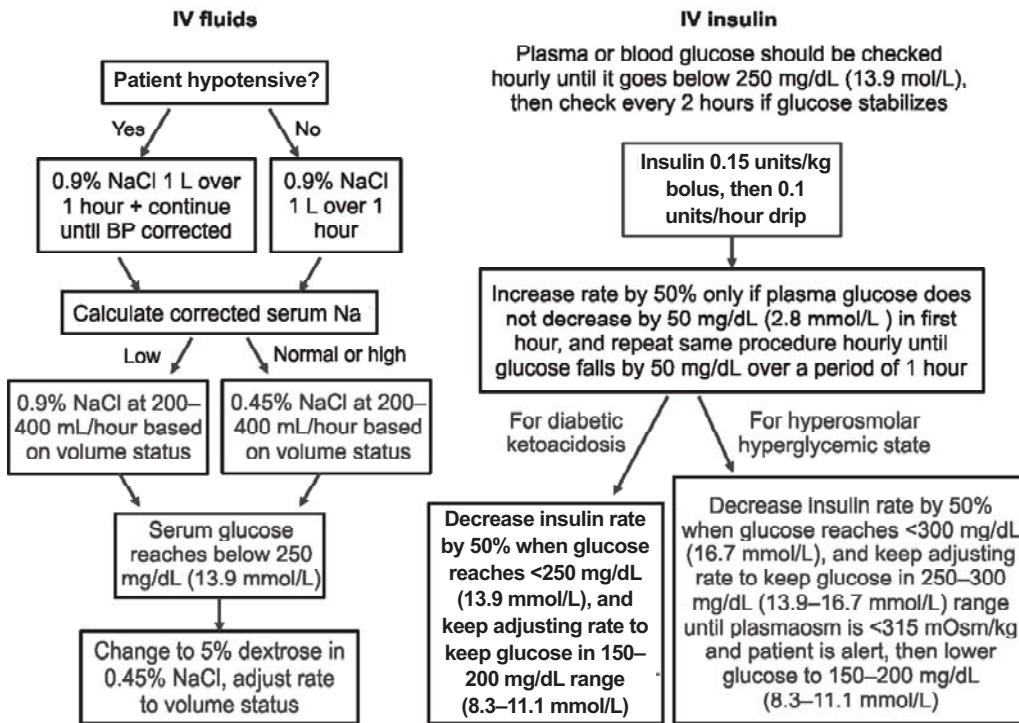 IV fluids
Patient hypotensive?
Yes
No
0.9% NaCl 1 L over
1 hour + continue
until BP corrected
0.9% NaCl
1 L over 1
hour
Calculate corrected serum Na
Low
Normal or high
0.9% NaCl at 200–
400 mL/hour based
on volume status
0.45% NaCl at 200–
400 mL/hour based
on volume status
Serum glucose
reaches below 250
mg/dL (13.9 mmol/L)
Change to 5% dextrose in
0.45% NaCl, adjust rate
to volume status
IV insulin
Plasma or blood glucose should be checked
hourly until it goes below 250 mg/dL (13.9 mol/L),
then check every 2 hours if glucose stabilizes
Insulin 0.15 units/kg
bolus, then 0.1
units/hour drip
Increase rate by 50% only if plasma glucose does
not decrease by 50 mg/dL (2.8 mmol/L ) in first
hour, and repeat same procedure hourly until
glucose falls by 50 mg/dL over a period of 1 hour
For diabetic
ketoacidosis
For hyperosmolar
hyperglycemic state
Decrease insulin rate
by 50% when glucose
reaches <250 mg/dL
(13.9 mmol/L), and
keep adjusting rate to
keep glucose in 150–
200 mg/dL range
(8.3–11.1 mmol/L)
Decrease insulin rate by 50%
when glucose reaches <300 mg/dL
(16.7 mmol/L), and keep adjusting
rate to keep glucose in 250–300
mg/dL (13.9–16.7 mmol/L) range
until plasmaosm is <315 mOsm/kg
and patient is alert, then lower
glucose to 150–200 mg/dL
(8.3–11.1 mmol/L)